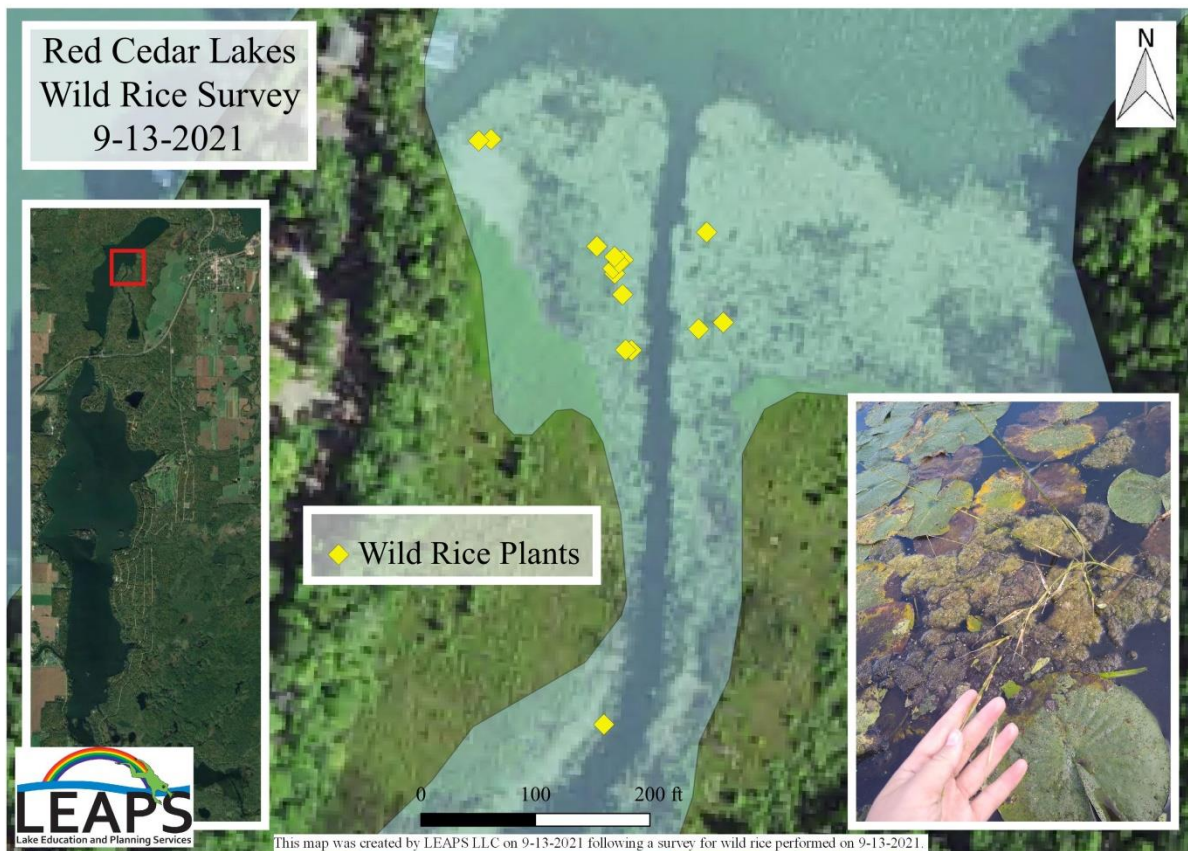 Red Cedar Lakes
Wild Rice Survey
9-13-2021
N
Wild Rice Plants
0 100 200 ft
LEAPS
Lake Education and Planning Services
This map was created by LEAPS LLC on 9-13-2021 following a survey for wild rice performed on 9-13-2021.